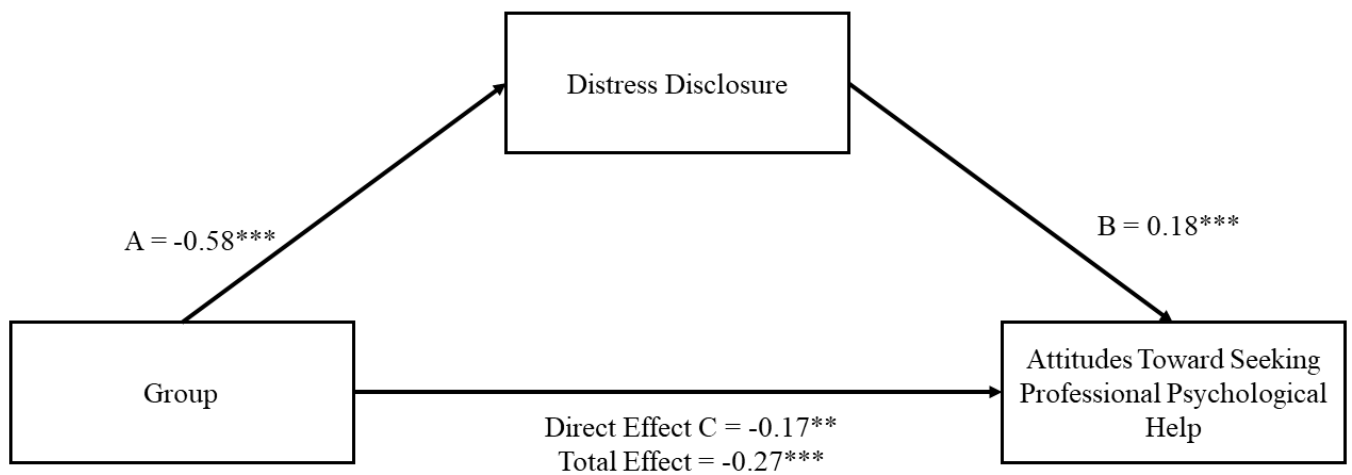 Distress Disclosure
A = -0.58***
B = 0.18***
Group
Attitudes Toward Seeking
Professional Psychological
Help
Direct Effect C = -0.17**
Total Effect = -0.27***